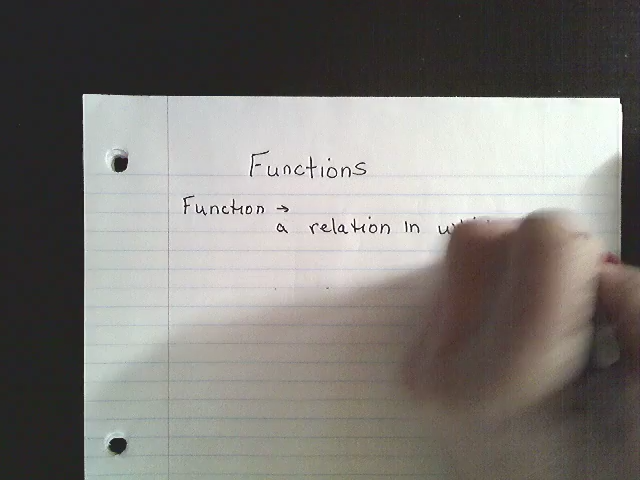 Functions
Function →
a relation in